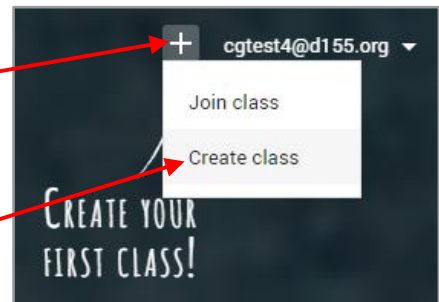 + cgtest4@d155.org
Join class
Create class
CREATE YOUR
FIRST CLASS!